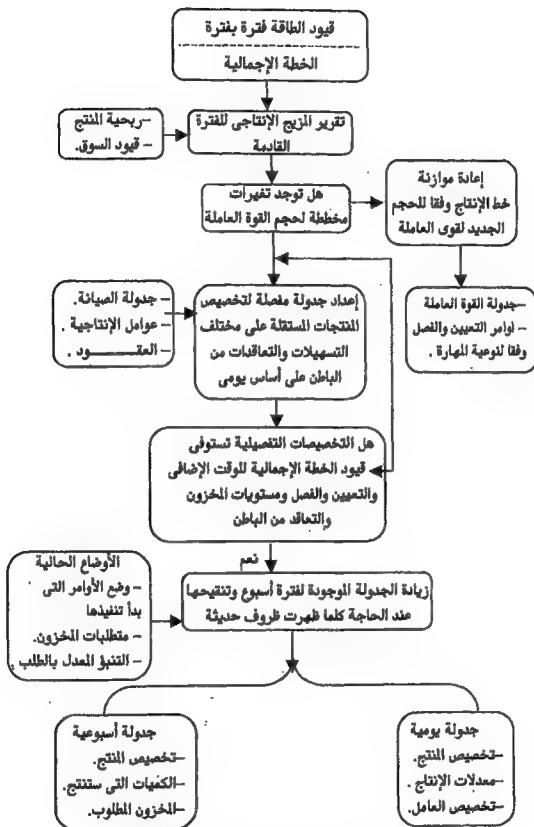 قيود الطاقة فترة بفترة
الخطة الإجمالية
تقرير المزيج الإنتاجى للفترة
القادمة
–ربحية المنتج
– قيود السوق.
هل توجد تغيرات
مخططة لحجم القوة العاملة
إعادة موازنة
خط الإنتاج وفقا للحجم
الجديد لقوى العاملة
–جدولة القوة العاملة
– أوامر التعيين والفصل
وفقا لنوعية المهارة .
إعداد جدولة مفصلة لتخصيص
المنتجات المستقلة على مختلف
التسهيلات والتعاقدات من
الباطن على أساس يومى
– جدولة الصيانة.
– عوامل الإنتاجية .
– العقـــــــود .
هل التخصيصات التفصيلية تستوفى
قيود الخطة الإجمالية للوقت الإضافى
والتعيين والفصل ومستويات المخزون
والتعاقد من الباطن
نعم
زيادة الجدولة الموجودة لفترة أسبوع وتنقيحها
عند الحاجة كلما ظهرت ظروف حديثة
الأوضاع الحالية
– وضع الأوامر التى
بدأ تنفيذها
– متطلبات المخزون.
– التنبؤ المعدل بالطلب .
جدولة يومية
–تخصيص المنتج.
–معدلات الإنتاج .
–تخصيص العامل.
جدولة أسبوعية
–تخصيص المنتج.
–الكميات التى ستنتج.
–المخزون المطلوب.